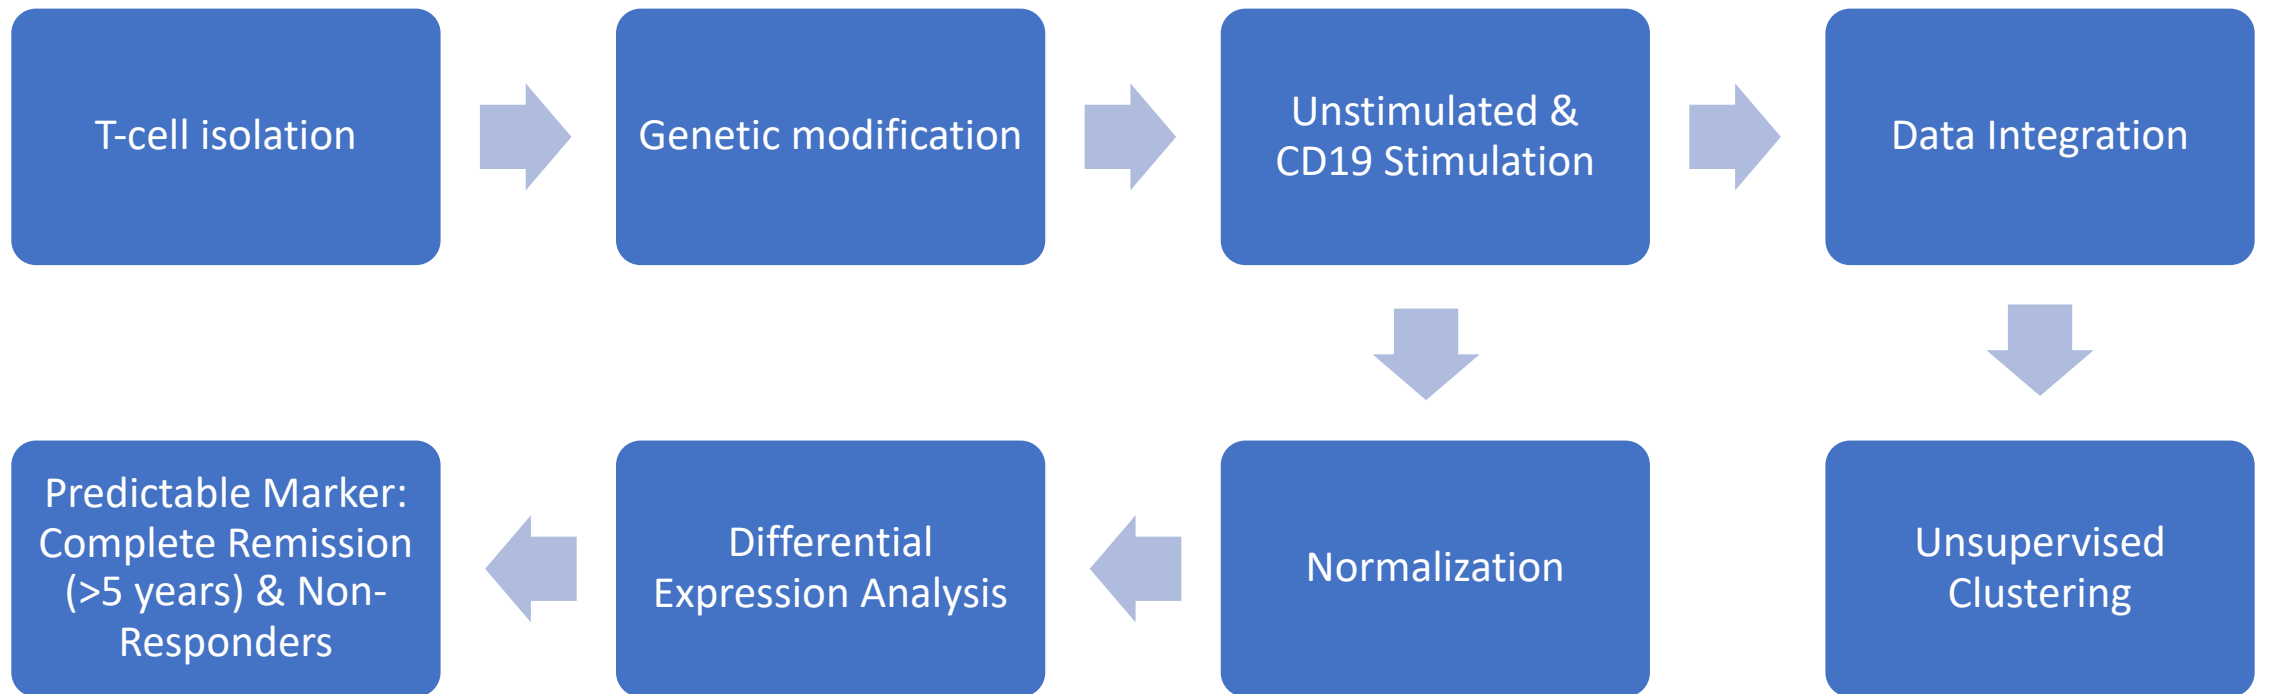 T-cell isolation
Genetic modification
Unstimulated &
CD19 Stimulation
Data Integration
Predictable Marker:
Complete Remission
(>5 years) & Non-
Responders
Differential
Expression Analysis
Normalization
Unsupervised
Clustering